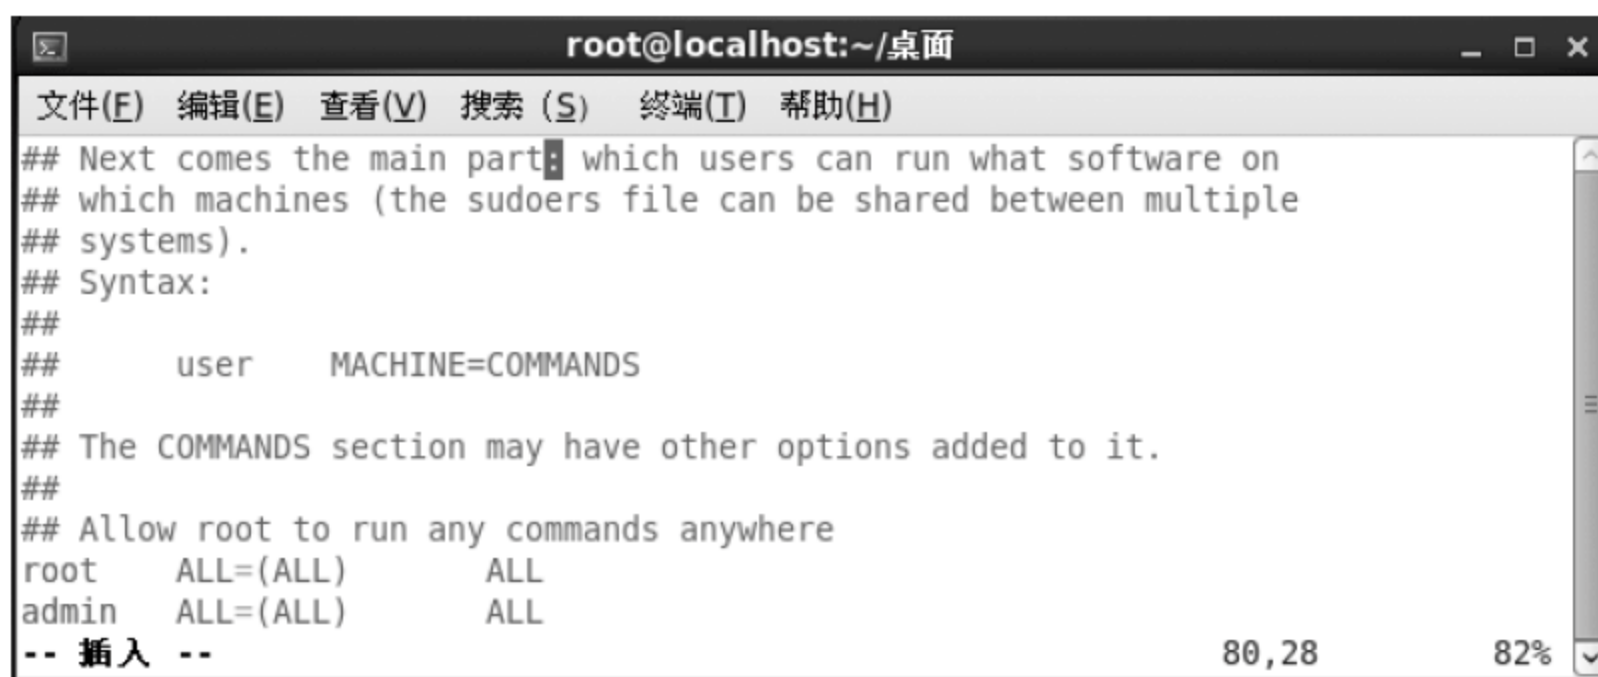 root@localhost:~/桌面
文件(F) 编辑(E) 查看(V) 搜索 (S) 终端(T) 帮助(H)
## Next comes the main part: which users can run what software on
## which machines (the sudoers file can be shared between multiple
## systems).
## Syntax:
##
##      user    MACHINE=COMMANDS
##
## The COMMANDS section may have other options added to it.
##
## Allow root to run any commands anywhere
root    ALL=(ALL)       ALL
admin   ALL=(ALL)       ALL
-- 插入 -- 80,28 82%